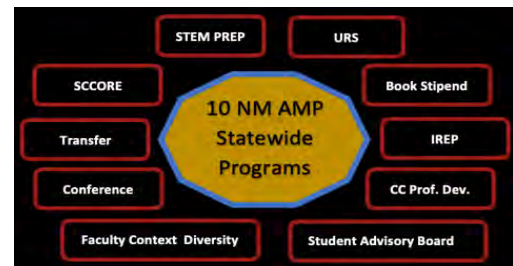 STEM PREP
URS
SCCORE
Book Stipend
10 NM AMP
Statewide
Programs
Transfer
IREP
Conference
CC Prof. Dev.
Faculty Context Diversity
Student Advisory Board